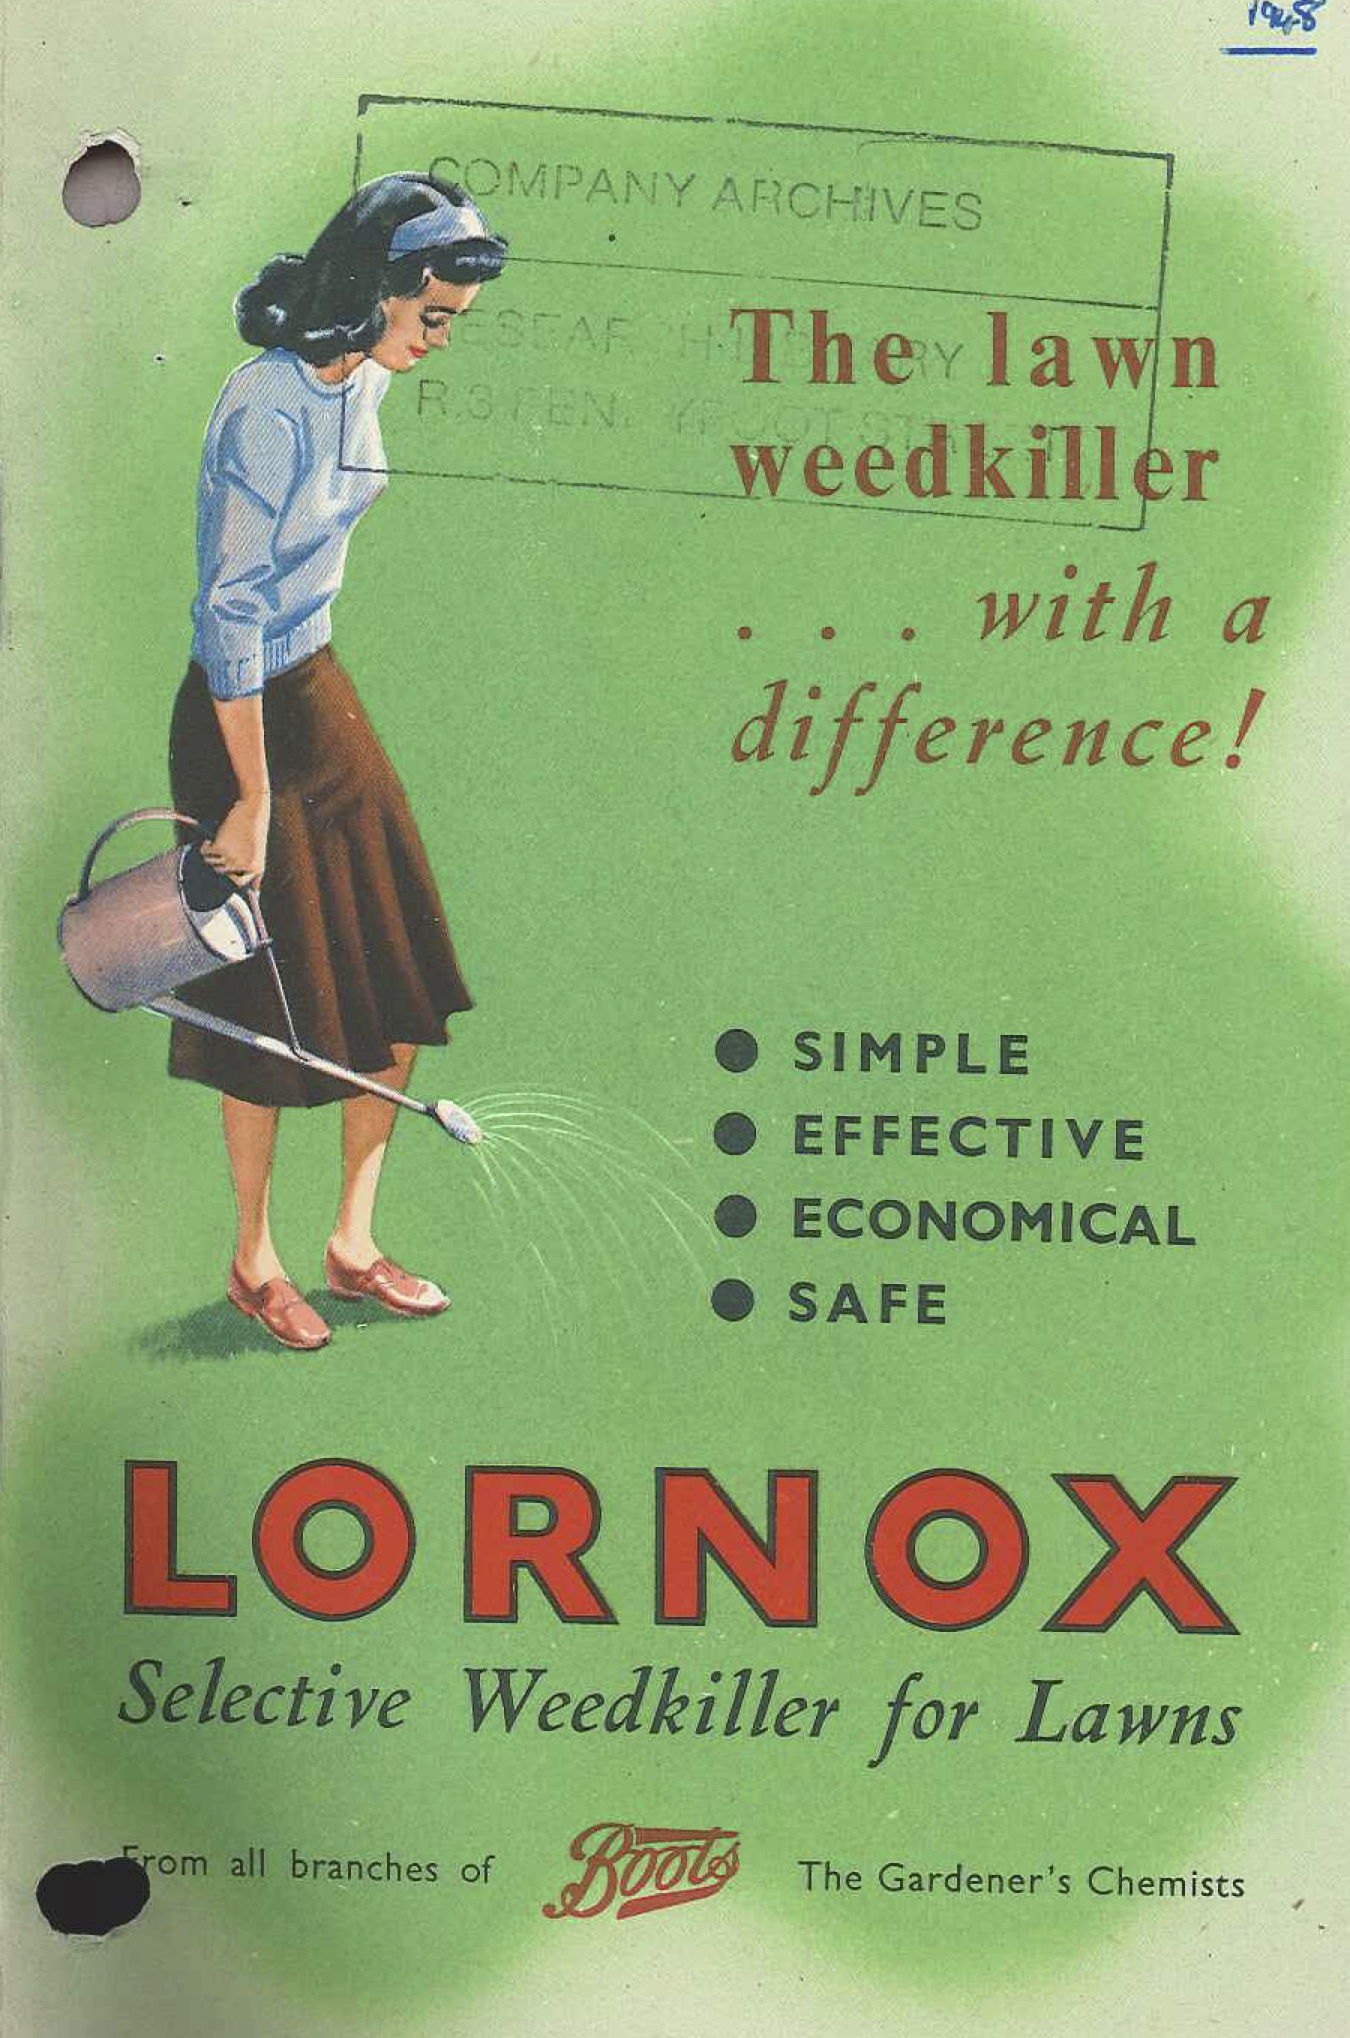 1948
COMPANY ARCHIVES
The lawn
weedkiller
. . . with a
difference!
● SIMPLE
● EFFECTIVE
● ECONOMICAL
● SAFE
LORNOX
Selective Weedkiller for Lawns
From all branches of Boots The Gardener's Chemists